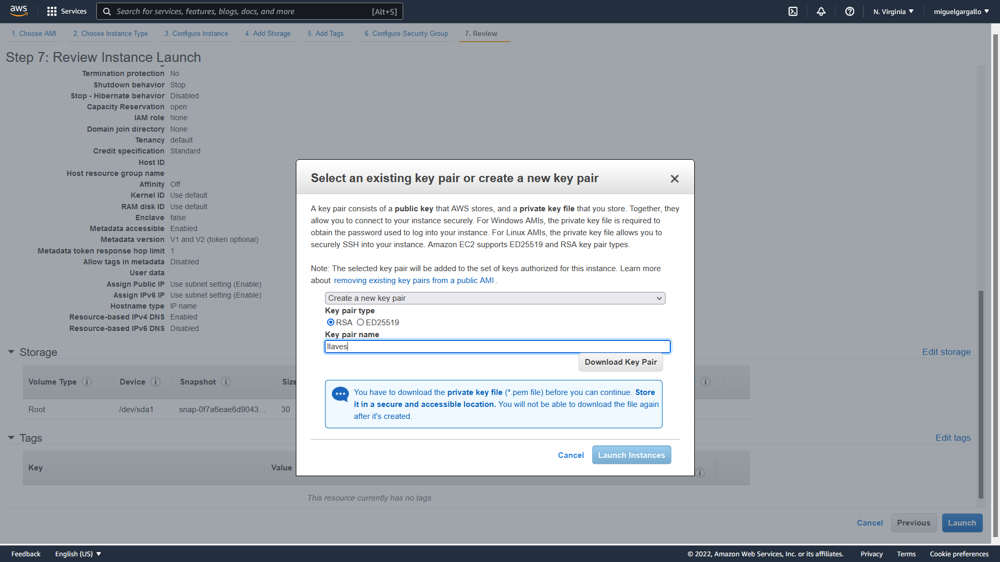 aws
Services
Search for services, features, blogs, docs, and more
[Alt+S]
N. Virginia
miguelgargallo
1. Choose AMI
2. Choose Instance Type
3. Configure Instance
4. Add Storage
5. Add Tags
6. Configure Security Group
7. Review
Step 7: Review Instance Launch
Termination protection No
Shutdown behavior Stop
Stop - Hibernate behavior Disabled
Capacity Reservation open
IAM role None
Domain join directory None
Tenancy default
Credit specification Standard
Host ID
Host resource group name
Affinity Off
Kernel ID Use default
RAM disk ID Use default
Enclave false
Metadata accessible Enabled
Metadata version V1 and V2 (token optional)
Metadata token response hop limit 1
Allow tags in metadata Disabled
User data
Assign Public IP Use subnet setting (Enable)
Assign IPv6 IP Use subnet setting (Enable)
Hostname type IP name
Resource-based IPv4 DNS Enabled
Resource-based IPv6 DNS Disabled
Storage
Edit storage
Volume Type
Device
Snapshot
Size
Root
/dev/sda1
snap-0f7a6eae6d9043...
30
Tags
Edit tags
Key
Value
This resource currently has no tags
Select an existing key pair or create a new key pair
A key pair consists of a public key that AWS stores, and a private key file that you store. Together, they
allow you to connect to your instance securely. For Windows AMIs, the private key file is required to
obtain the password used to log into your instance. For Linux AMIs, the private key file allows you to
securely SSH into your instance. Amazon EC2 supports ED25519 and RSA key pair types.
Note: The selected key pair will be added to the set of keys authorized for this instance. Learn more
about removing existing key pairs from a public AMI .
Create a new key pair
Key pair type
RSA
ED25519
Key pair name
llaves
Download Key Pair
You have to download the private key file (*.pem file) before you can continue. Store
it in a secure and accessible location. You will not be able to download the file again
after it's created.
Cancel
Launch Instances
Cancel
Previous
Launch
Feedback
English (US)
© 2022, Amazon Web Services, Inc. or its affiliates.
Privacy
Terms
Cookie preferences